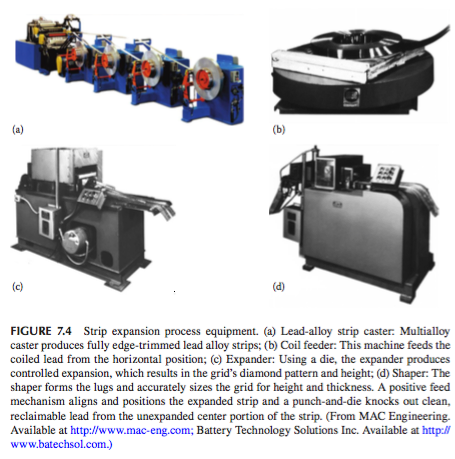 (a)
(b)
(c)
(d)
FIGURE 7.4 Strip expansion process equipment. (a) Lead-alloy strip caster: Multialloy
caster produces fully edge-trimmed lead alloy strips; (b) Coil feeder: This machine feeds the
coiled lead from the horizontal position; (c) Expander: Using a die, the expander produces
controlled expansion, which results in the grid's diamond pattern and height; (d) Shaper: The
shaper forms the lugs and accurately sizes the grid for height and thickness. A positive feed
mechanism aligns and positions the expanded strip and a punch-and-die knocks out clean,
reclaimable lead from the unexpanded center portion of the strip. (From MAC Engineering.
Available at http://www.mac-eng.com; Battery Technology Solutions Inc. Available at http://
www.batechsol.com.)